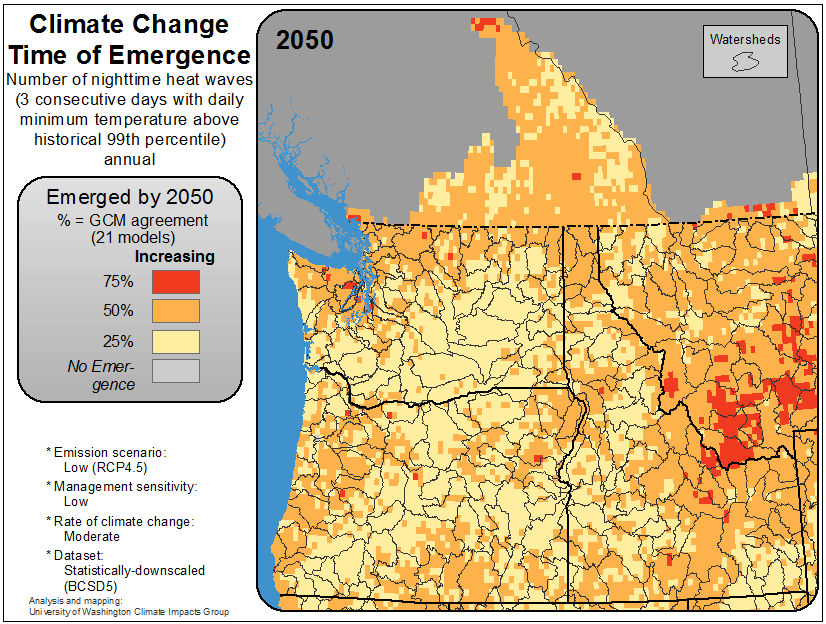 Climate Change
Time of Emergence
Number of nighttime heat waves
(3 consecutive days with daily
minimum temperature above
historical 99th percentile)
annual
Emerged by 2050
% = GCM agreement
(21 models)
Increasing
75%
50%
25%
No Emer-
gence
* Emission scenario:
Low (RCP4.5)
* Management sensitivity:
Low
* Rate of climate change:
Moderate
* Dataset:
Statistically-downscaled
(BCSD5)
Analysis and mapping:
University of Washington Climate Impacts Group
2050
Watersheds